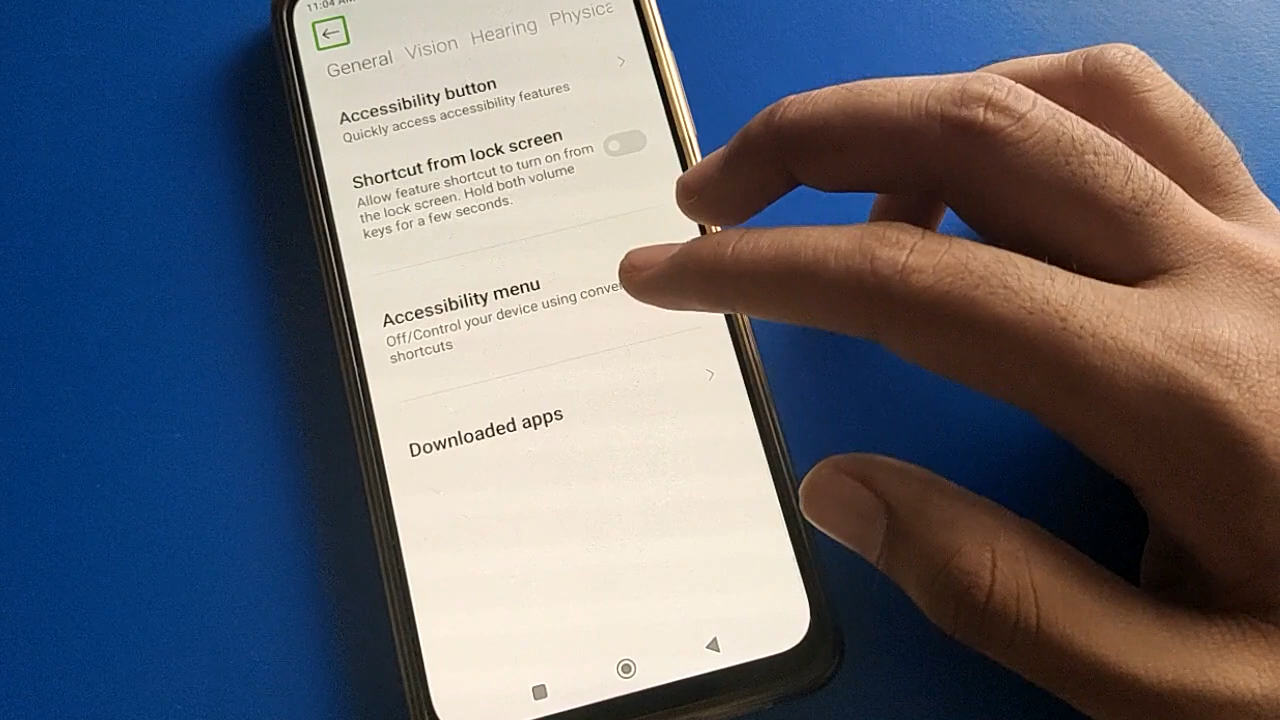 11:04
General Vision Hearing
Accessibility button
Quickly access accessibility features
Shortcut from lock screen
Allow feature shortcut to turn on from
the lock screen. Hold both volume
keys for a few seconds.
Accessibility menu
Off/Control your device using
shortcuts
Downloaded apps